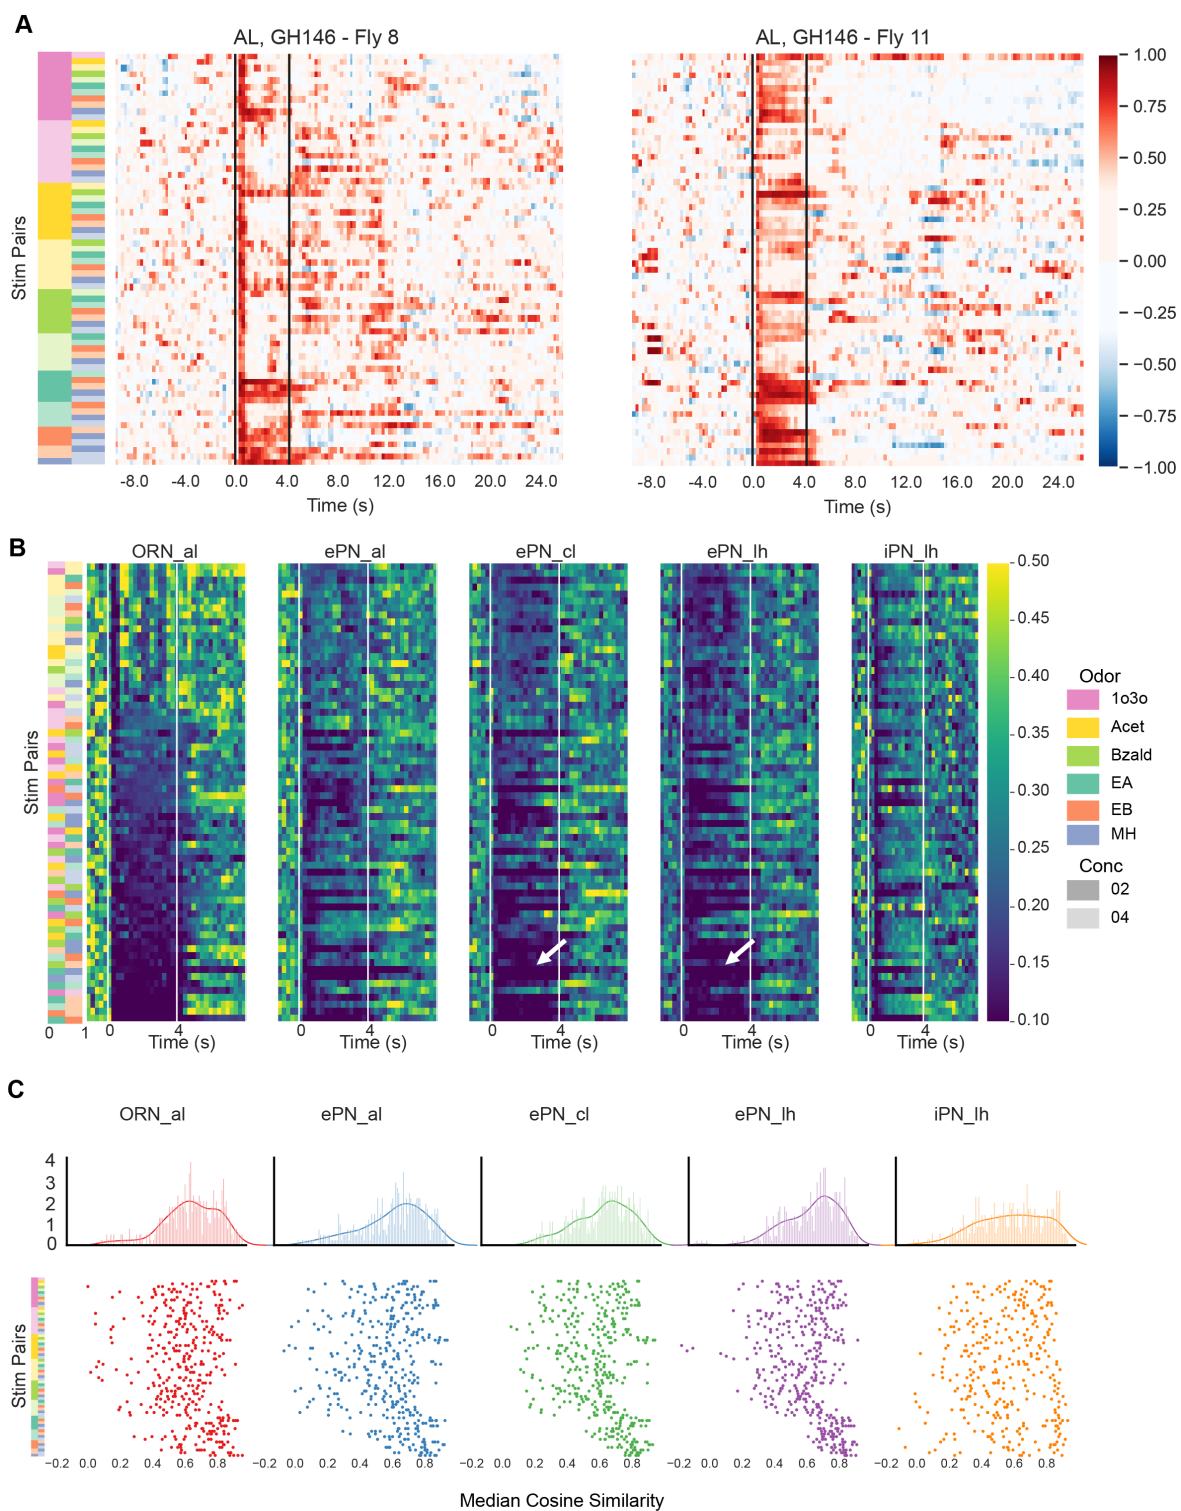 A
AL, GH146 - Fly 8
AL, GH146 - Fly 11
Stim Pairs
1.00
0.75
0.50
0.25
0.00
−0.25
−0.50
−0.75
−1.00
-8.0 -4.0 0.0 4.0 8.0 12.0 16.0 20.0 24.0
-8.0 -4.0 0.0 4.0 8.0 12.0 16.0 20.0 24.0
Time (s)
Time (s)
B
ORN_al ePN_al ePN_cl ePN_lh iPN_lh
Stim Pairs
0.50
0.45
0.40
0.35
0.30
0.25
0.20
0.15
0.10
Odor
1o3o
Acet
Bzald
EA
EB
MH
Conc
02
04
0 1 0 4 0 4 0 4 0 4 0 4
Time (s) Time (s) Time (s) Time (s) Time (s)
C
ORN_al ePN_al ePN_cl ePN_lh iPN_lh
4
3
2
1
0
Stim Pairs
−0.2 0.0 0.2 0.4 0.6 0.8 −0.2 0.0 0.2 0.4 0.6 0.8 −0.2 0.0 0.2 0.4 0.6 0.8 −0.2 0.0 0.2 0.4 0.6 0.8 −0.2 0.0 0.2 0.4 0.6 0.8
Median Cosine Similarity